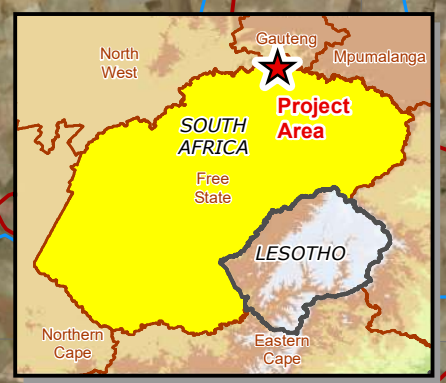 Gauteng
North
West
Mpumalanga
Project
Area
SOUTH
AFRICA
Free
State
LESOTHO
Northern
Cape
Eastern
Cape